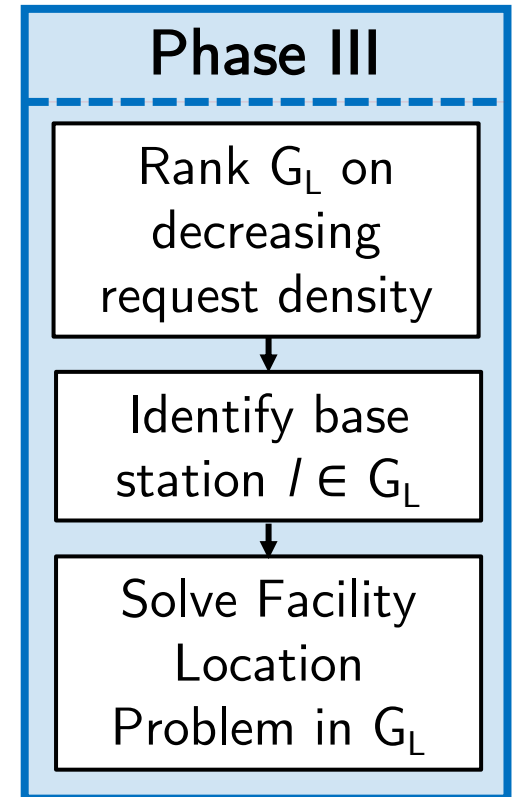 Phase III
Rank G_L on
decreasing
request density
Identify base
station l ∈ G_L
Solve Facility
Location
Problem in G_L